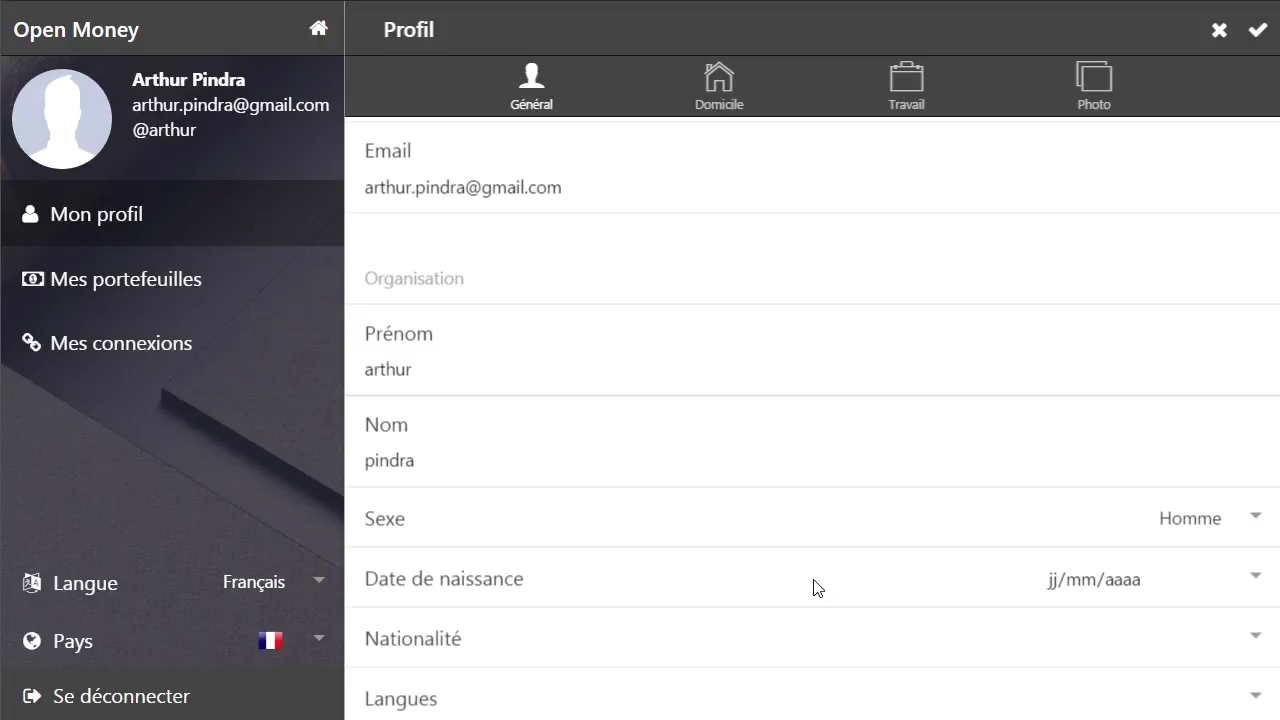 Open Money
Arthur Pindra
arthur.pindra@gmail.com
@arthur
Mon profil
Mes portefeuilles
Mes connexions
Langue Français
Pays
Se déconnecter
Profil
Général Domicile Travail Photo
Email
arthur.pindra@gmail.com
Organisation
Prénom
arthur
Nom
pindra
Sexe Homme
Date de naissance jj/mm/aaaa
Nationalité
Langues